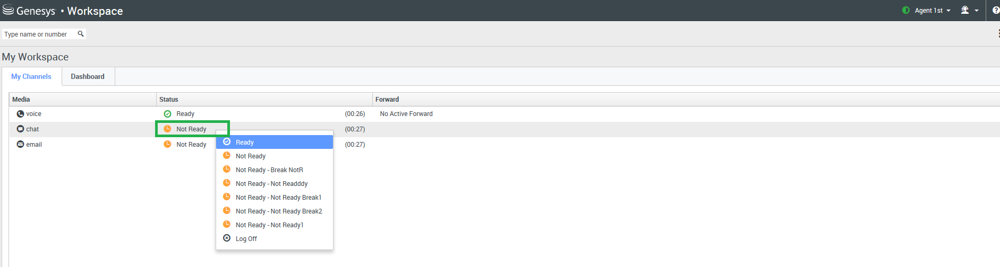 Genesys • Workspace
Agent 1st
Type name or number
My Workspace
My Channels Dashboard
Media Status Forward
voice Ready (00:26) No Active Forward
chat Not Ready (00:27)
email Not Ready (00:27)
Ready
Not Ready
Not Ready - Break NotR
Not Ready - Not Readddy
Not Ready - Not Ready Break1
Not Ready - Not Ready Break2
Not Ready - Not Ready1
Log Off